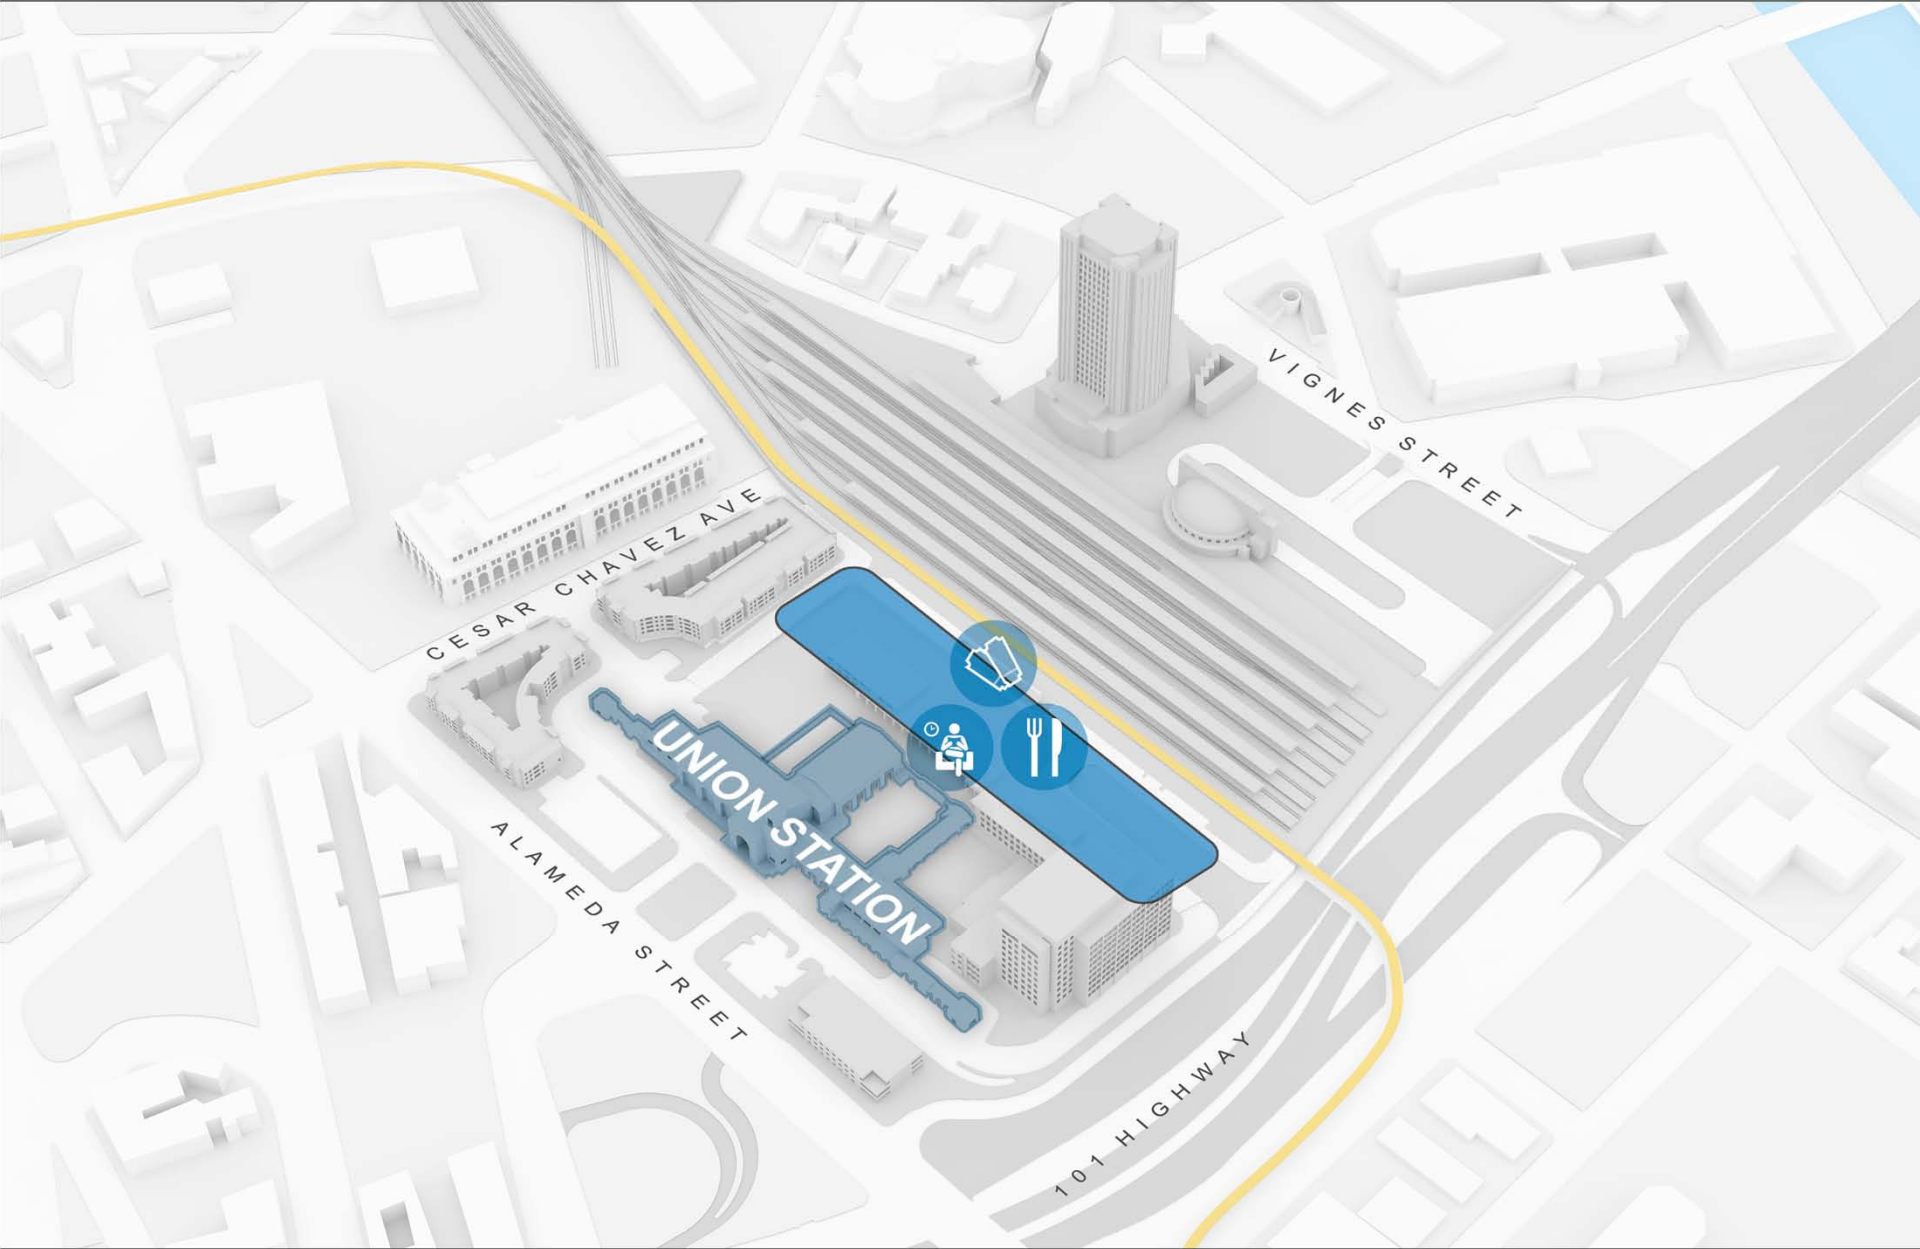 VIGNES STREET
CESAR CHAVEZ AVE
UNION STATION
ALAMEDA STREET
101 HIGHWAY